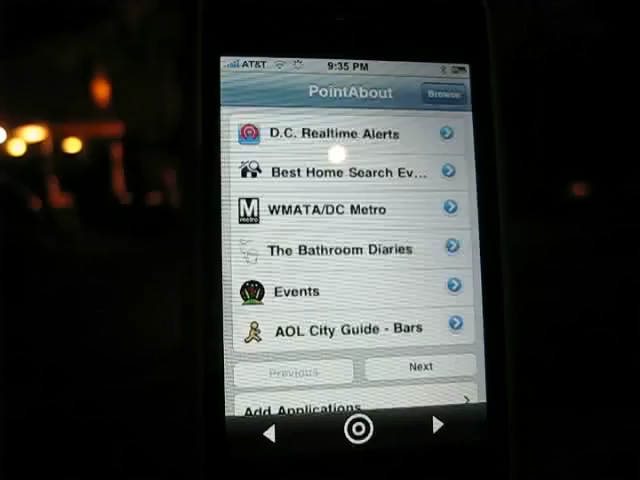 AT&T 9:35 PM
PointAbout Browse
D.C. Realtime Alerts
Best Home Search Ev...
M metro WMATA/DC Metro
The Bathroom Diaries
Events
AOL City Guide - Bars
Previous Next
Add Applications